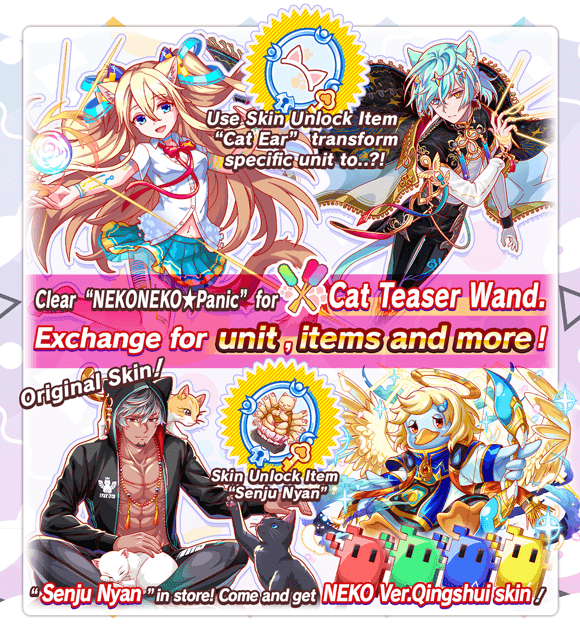 Use Skin Unlock Item
“Cat Ear” transform
specific unit to..?!
Clear “NEKONEKO★Panic” for Cat Teaser Wand.
Exchange for unit, items and more!
Original Skin!
Skin Unlock Item
“Senju Nyan”
“Senju Nyan” in store! Come and get NEKO Ver.Qingshui skin!